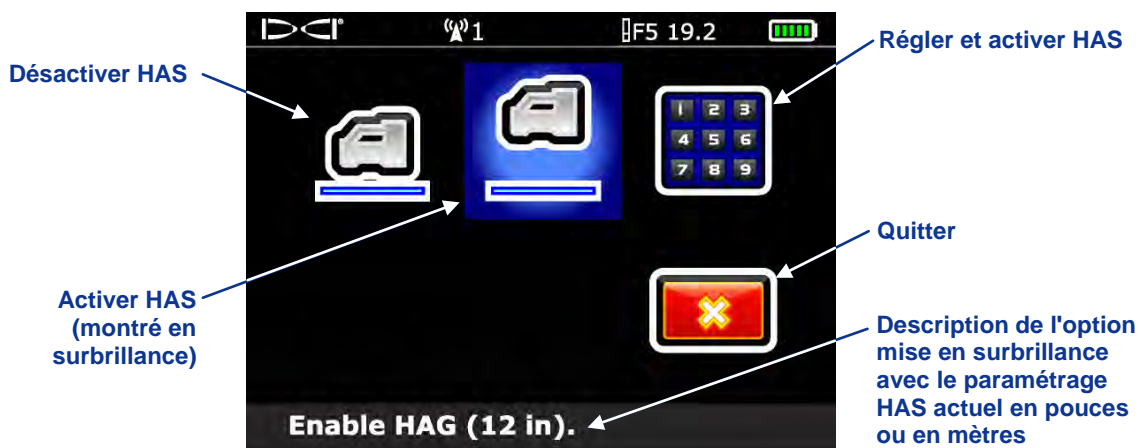 DCI®
1
F5 19.2
Désactiver HAS
Régler et activer HAS
1 2 3
4 5 6
7 8 9
Quitter
Activer HAS
(montré en
surbrillance)
Description de l'option
mise en surbrillance
avec le paramétrage
HAS actuel en pouces
ou en mètres
Enable HAG (12 in).